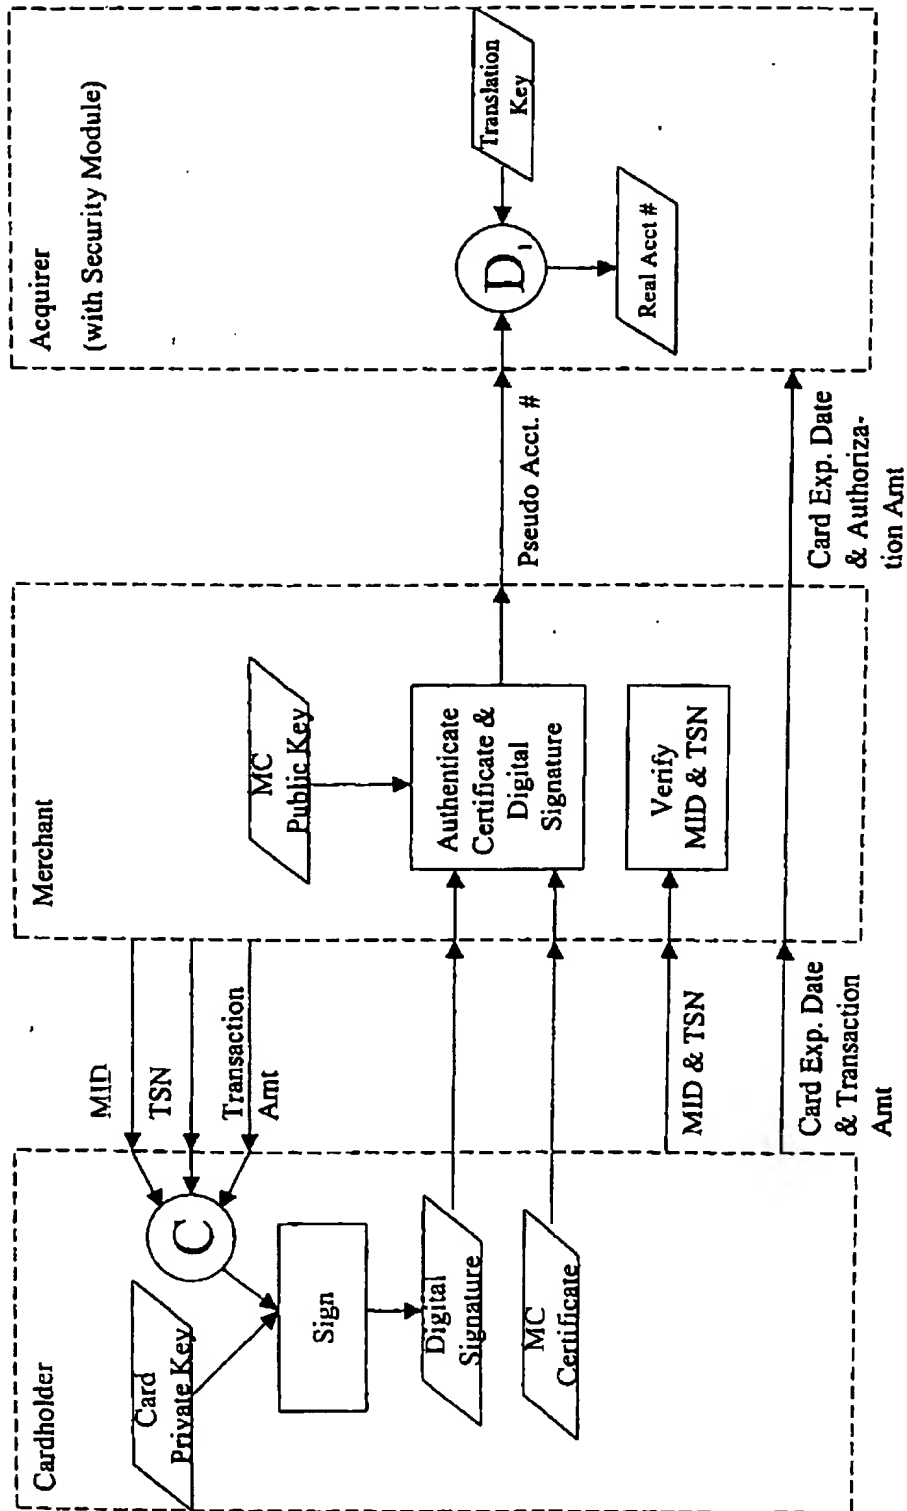 Cardholder
Card
Private Key
C
Sign
Digital
Signature
MC
Certificate
MID
TSN
Transaction
Amt
MID & TSN
Card Exp. Date
& Transaction
Amt
Merchant
MC
Public Key
Authenticate
Certificate &
Digital
Signature
Verify
MID & TSN
Pseudo Acct. #
Card Exp. Date
& Authoriza-
tion Amt
Acquirer
(with Security Module)
Translation
Key
D1
Real Acct #